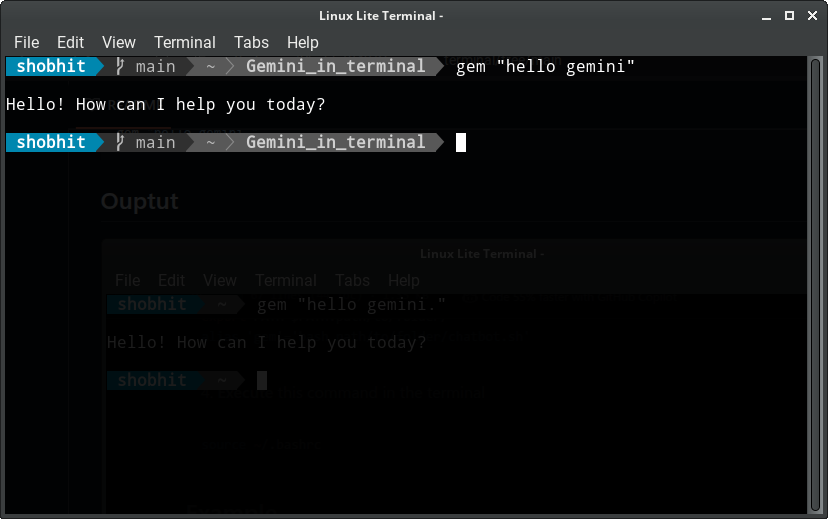 Linux Lite Terminal -
File Edit View Terminal Tabs Help
shobhit main ~ Gemini_in_terminal gem "hello gemini"
Hello! How can I help you today?
shobhit main ~ Gemini_in_terminal
Ouptut
Linux Lite Terminal -
File Edit View Terminal Tabs Help
shobhit ~ gem "hello gemini."
Hello! How can I help you today?
shobhit ~